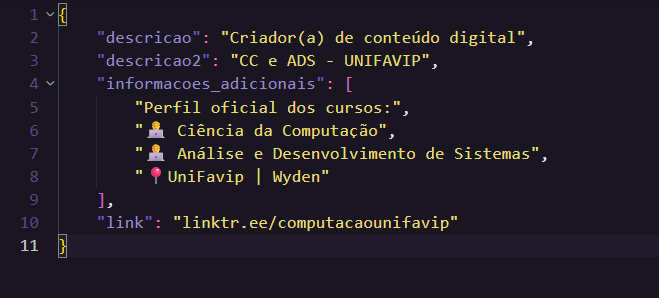 1 {
2 "descricao": "Criador(a) de conteúdo digital",
3 "descricao2": "CC e ADS - UNIFAVIP",
4 "informacoes_adicionais": [
5 "Perfil oficial dos cursos:",
6 "👩‍💻 Ciência da Computação",
7 "👩‍💻 Análise e Desenvolvimento de Sistemas",
8 "📍UniFavip | Wyden"
9 ],
10 "link": "linktr.ee/computacaounifavip"
11 }